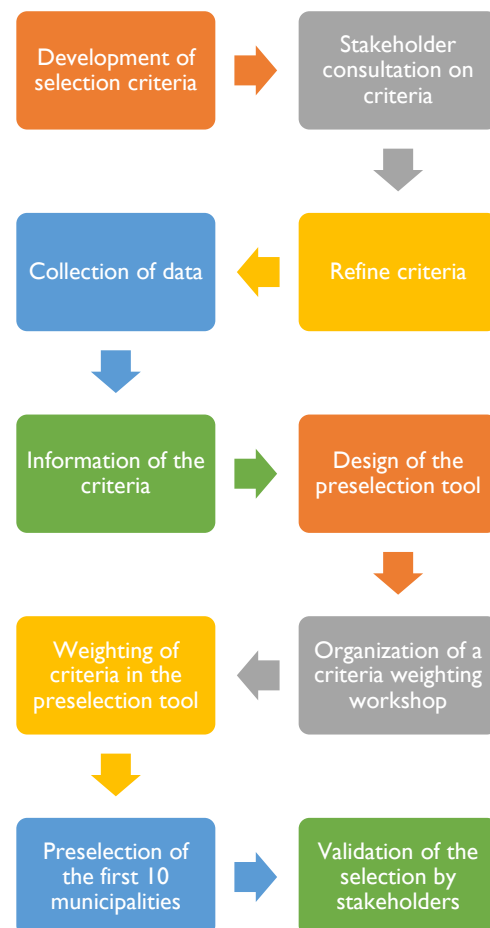 Development of
selection criteria
Stakeholder
consultation on
criteria
Refine criteria
Collection of data
Information of the
criteria
Design of the
preselection tool
Organization of a
criteria weighting
workshop
Weighting of
criteria in the
preselection tool
Preselection of
the first 10
municipalities
Validation of the
selection by
stakeholders